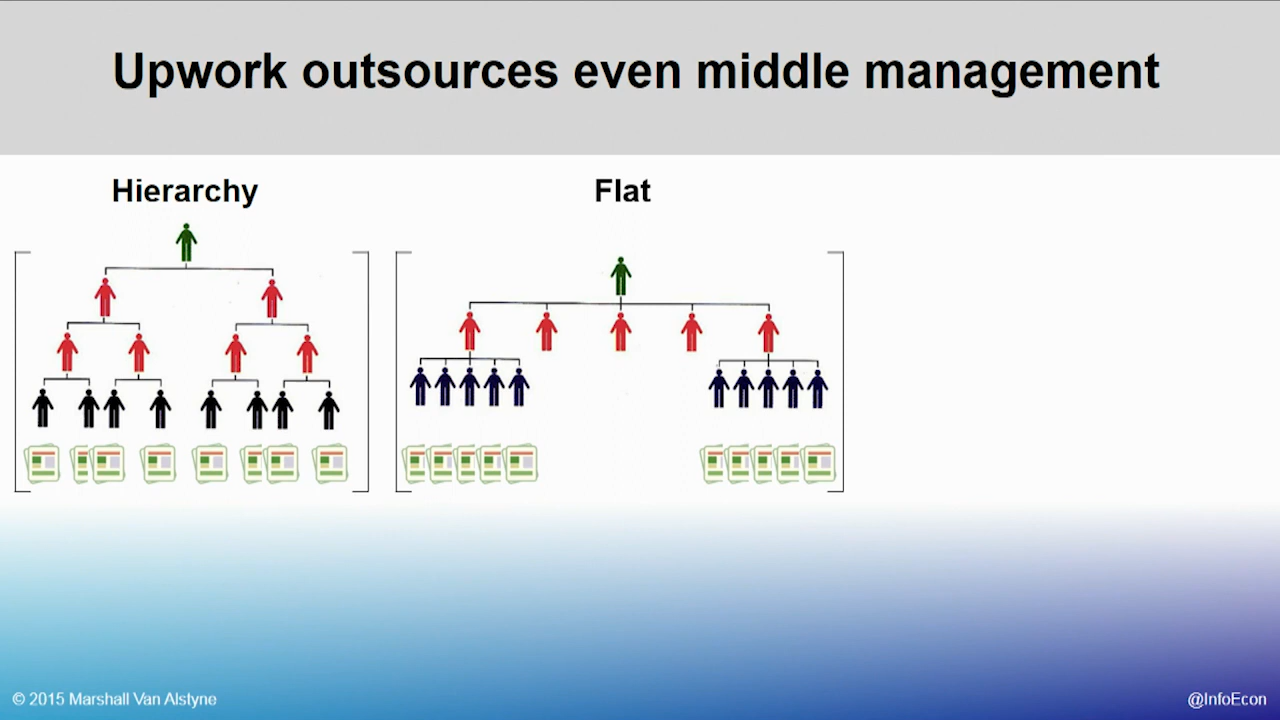 Upwork outsources even middle management
Hierarchy
Flat
© 2015 Marshall Van Alstyne
@InfoEcon